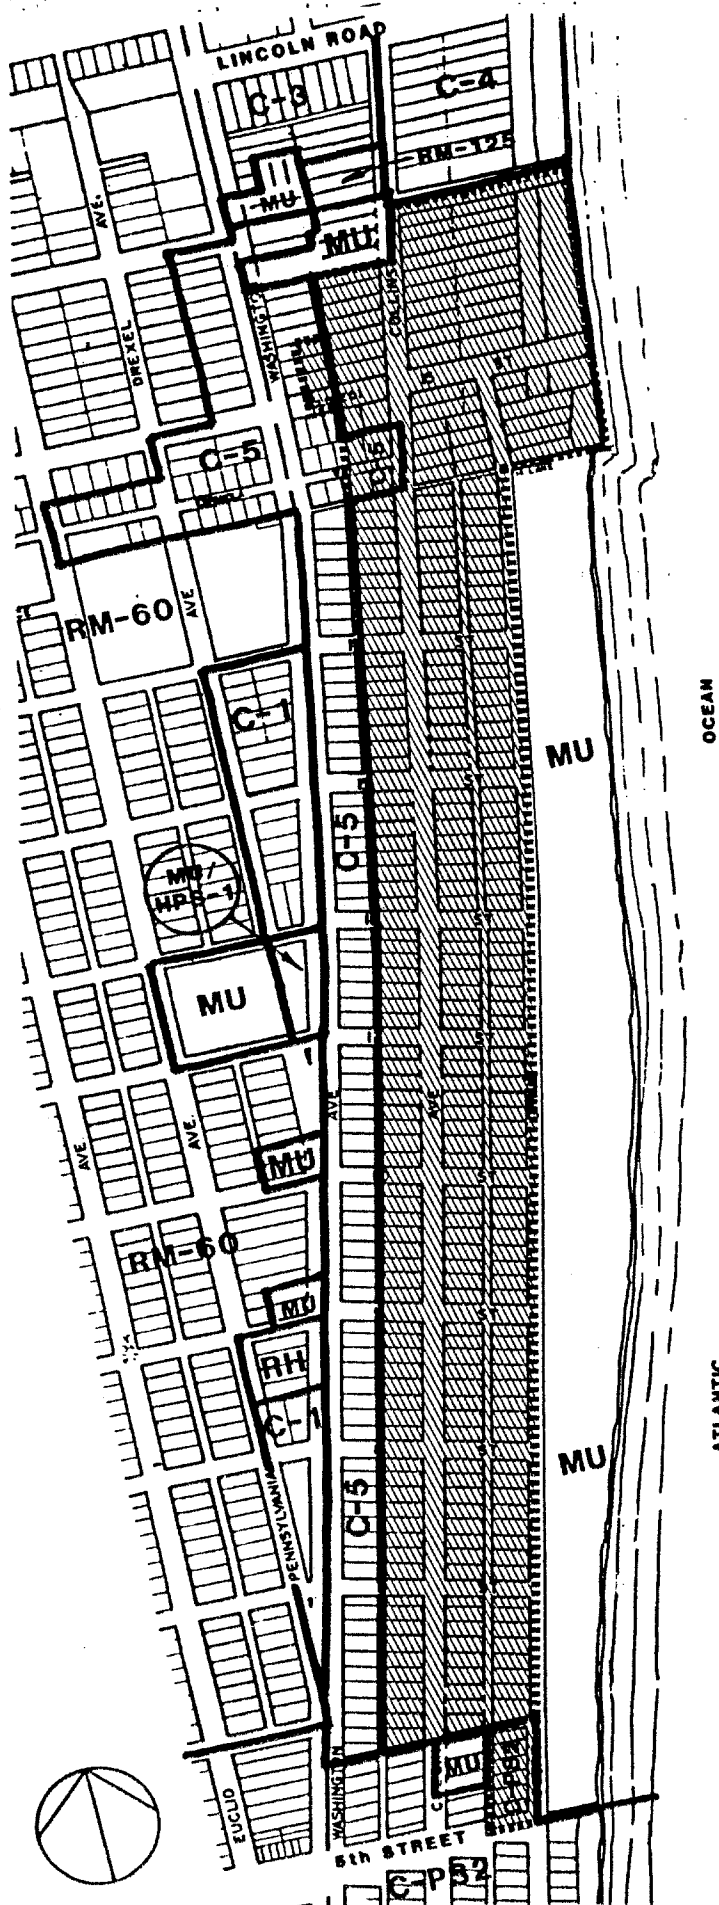 LINCOLN ROAD
C-3
C-4
RM-125
MU
MU
AVE.
COLLINS
DREXEL
WASHINGTO
C-5
RM-60
AVE
C-1
OCEAN
MU
C-5
MU/
HPS-1
MU
AVE
AVE
AVE.
AVE.
MU
RM-60
MU
RH
C-1
ATLANTIC
MU
C-5
PENNSYLVANIA
MU
EUCLID
WASHINGTON
5th STREET
C-PS2